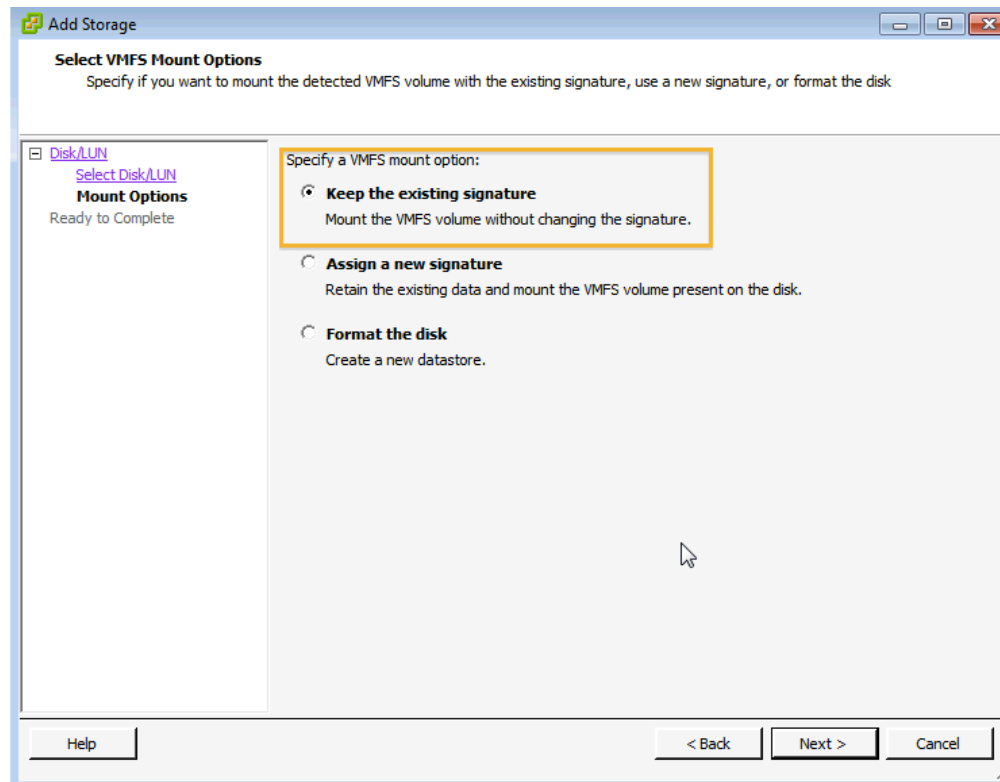 Add Storage
Select VMFS Mount Options
Specify if you want to mount the detected VMFS volume with the existing signature, use a new signature, or format the disk
Disk/LUN
Select Disk/LUN
Mount Options
Ready to Complete
Specify a VMFS mount option:
Keep the existing signature
Mount the VMFS volume without changing the signature.
Assign a new signature
Retain the existing data and mount the VMFS volume present on the disk.
Format the disk
Create a new datastore.
Help
< Back
Next >
Cancel